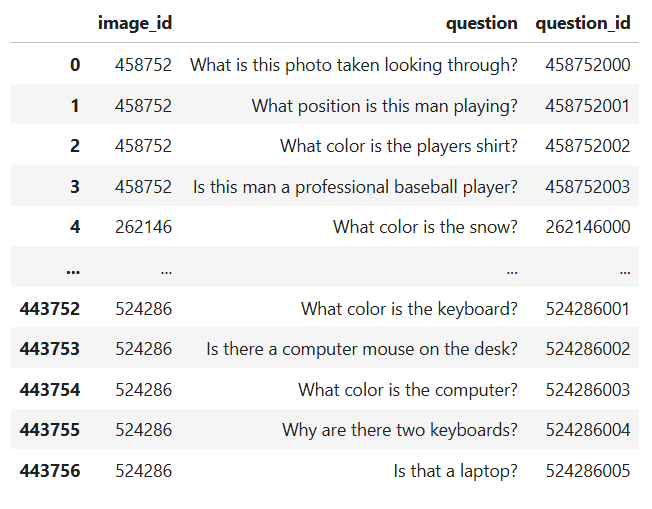 image_id question question_id
0 458752 What is this photo taken looking through? 458752000
1 458752 What position is this man playing? 458752001
2 458752 What color is the players shirt? 458752002
3 458752 Is this man a professional baseball player? 458752003
4 262146 What color is the snow? 262146000
... ... ... ...
443752 524286 What color is the keyboard? 524286001
443753 524286 Is there a computer mouse on the desk? 524286002
443754 524286 What color is the computer? 524286003
443755 524286 Why are there two keyboards? 524286004
443756 524286 Is that a laptop? 524286005